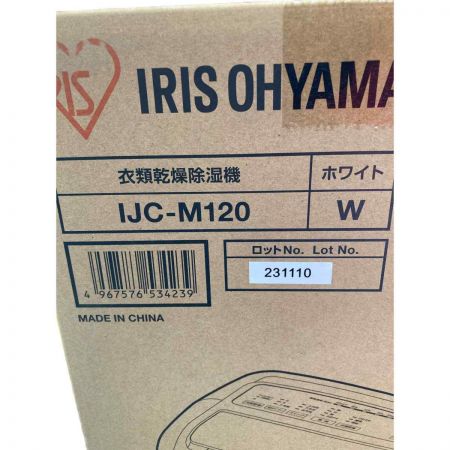 IRIS
IRIS OHYAMA
衣類乾燥除湿機
ホワイト
IJC-M120
W
ロットNo. Lot No.
231110
4 967576 534239
MADE IN CHINA